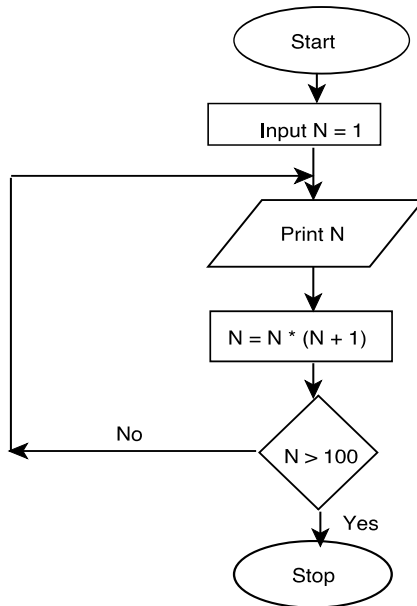 Start
Input N = 1
Print N
N = N * (N + 1)
N > 100
No
Yes
Stop